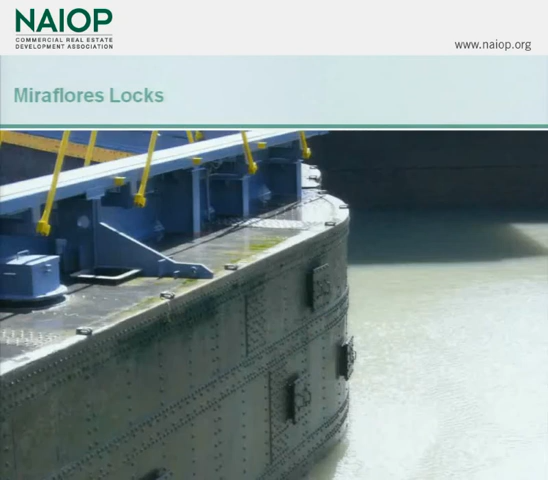 NAIOP
COMMERCIAL REAL ESTATE
DEVELOPMENT ASSOCIATION
www.naiop.org
Miraflores Locks